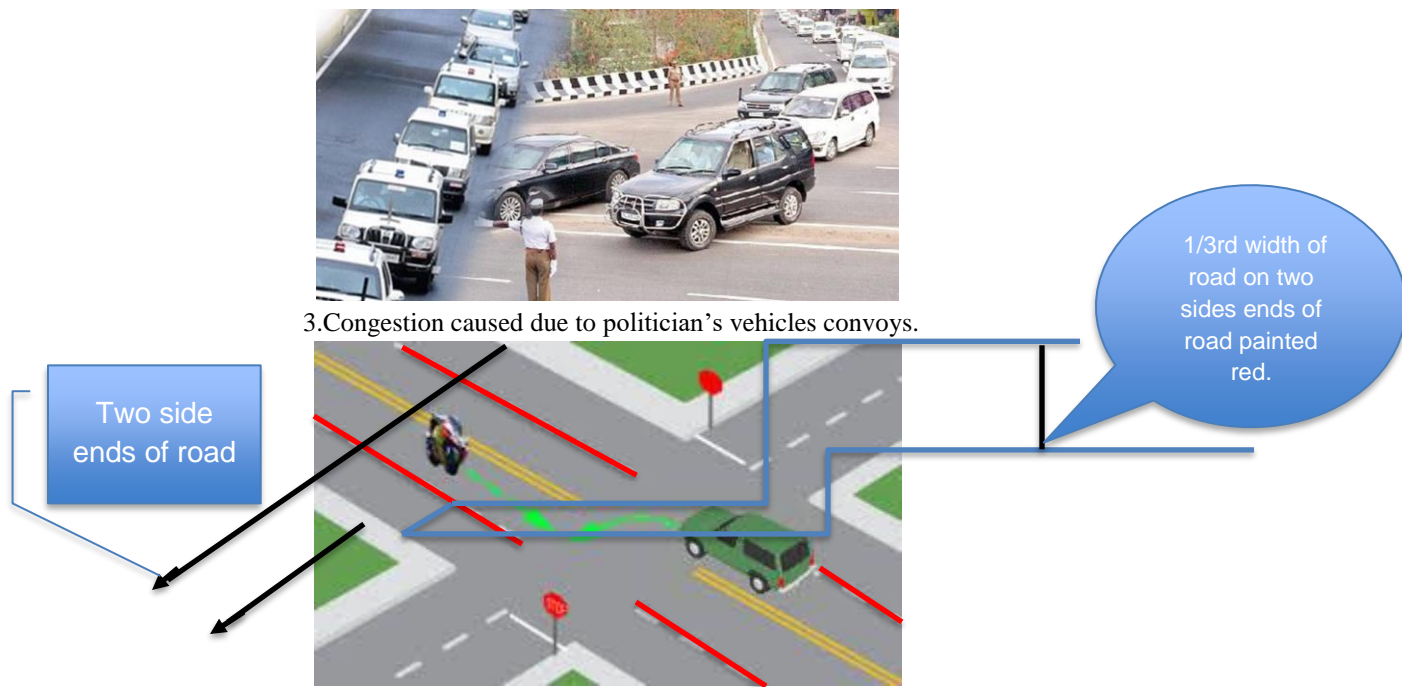 3.Congestion caused due to politician’s vehicles convoys.
Two side
ends of road
1/3rd width of
road on two
sides ends of
road painted
red.
STOP